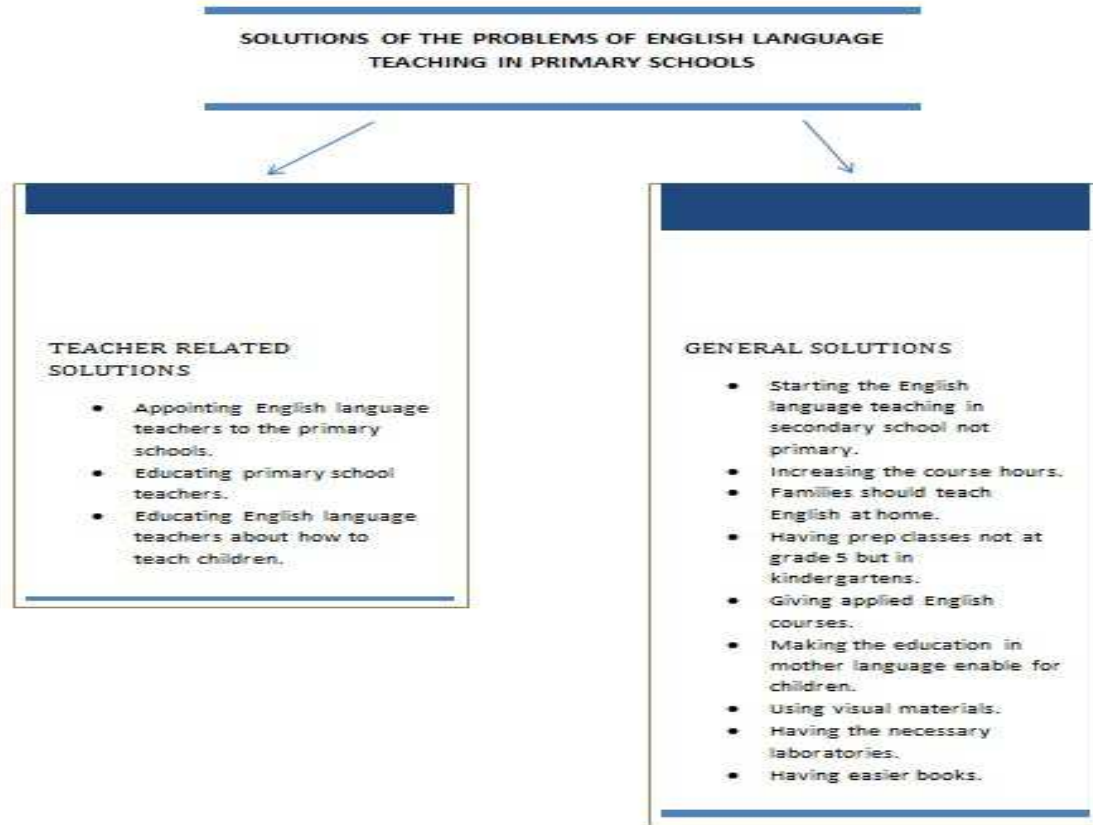 SOLUTIONS OF THE PROBLEMS OF ENGLISH LANGUAGE
TEACHING IN PRIMARY SCHOOLS
TEACHER RELATED
SOLUTIONS
• Appointing English language
teachers to the primary
schools.
• Educating primary school
teachers.
• Educating English language
teachers about how to
teach children.
GENERAL SOLUTIONS
• Starting the English
language teaching in
secondary school not
primary.
• Increasing the course hours.
• Families should teach
English at home.
• Having prep classes not at
grade 5 but in
kindergartens.
• Giving applied English
courses.
• Making the education in
mother language enable for
children.
• Using visual materials.
• Having the necessary
laboratories.
• Having easier books.